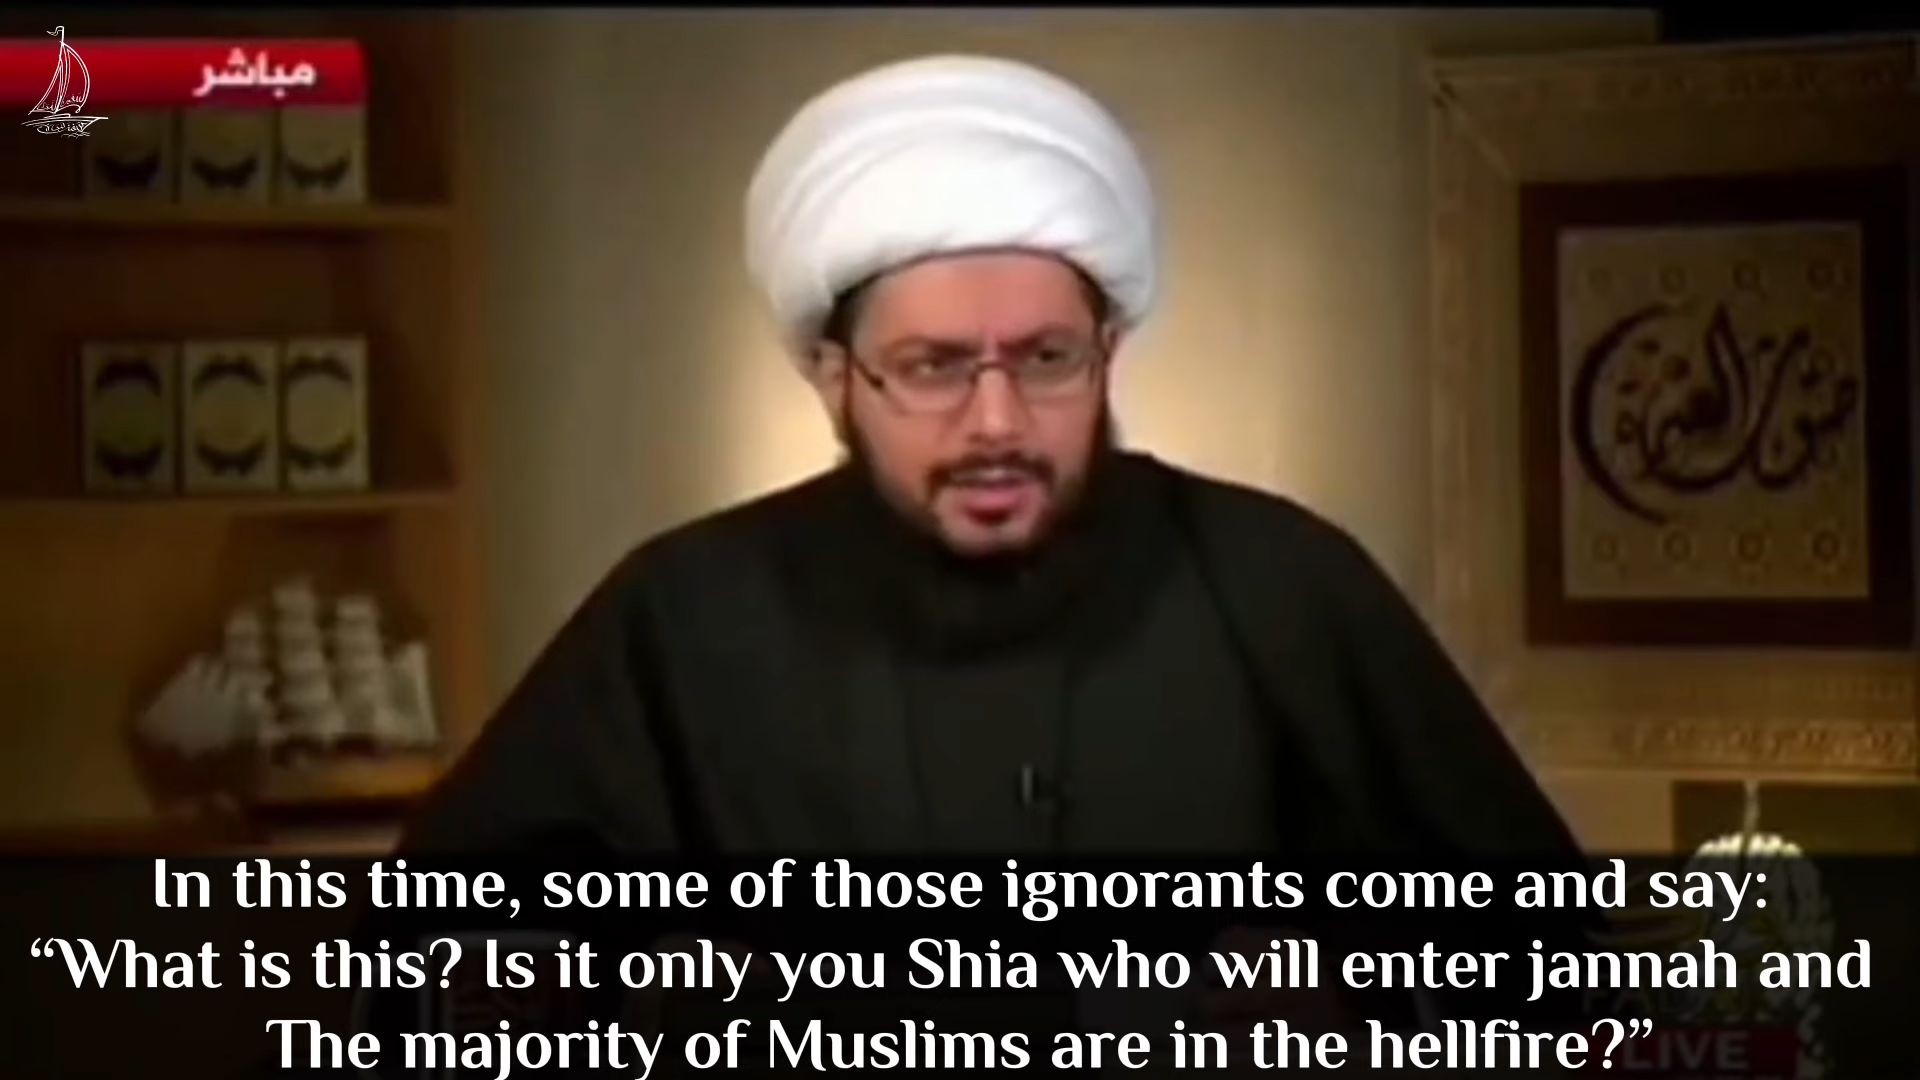 مباشر
In this time, some of those ignorants come and say:
“What is this? Is it only you Shia who will enter jannah and
The majority of Muslims are in the hellfire?”
LIVE